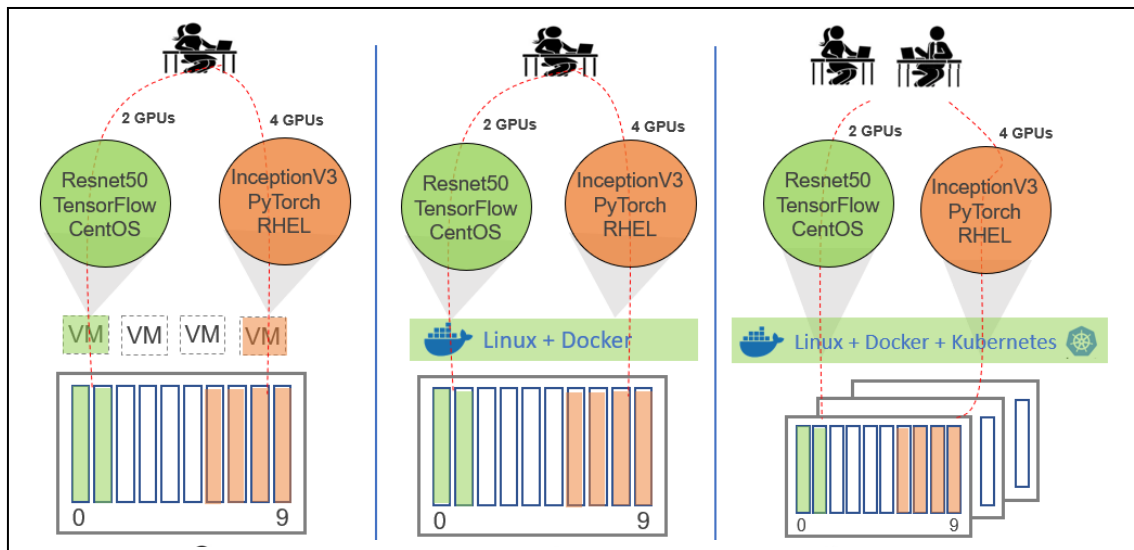 2 GPUs
4 GPUs
Resnet50
TensorFlow
CentOS
InceptionV3
PyTorch
RHEL
VM
VM
VM
VM
0
9
2 GPUs
4 GPUs
Resnet50
TensorFlow
CentOS
InceptionV3
PyTorch
RHEL
Linux + Docker
0
9
2 GPUs
4 GPUs
Resnet50
TensorFlow
CentOS
InceptionV3
PyTorch
RHEL
Linux + Docker + Kubernetes
0
9